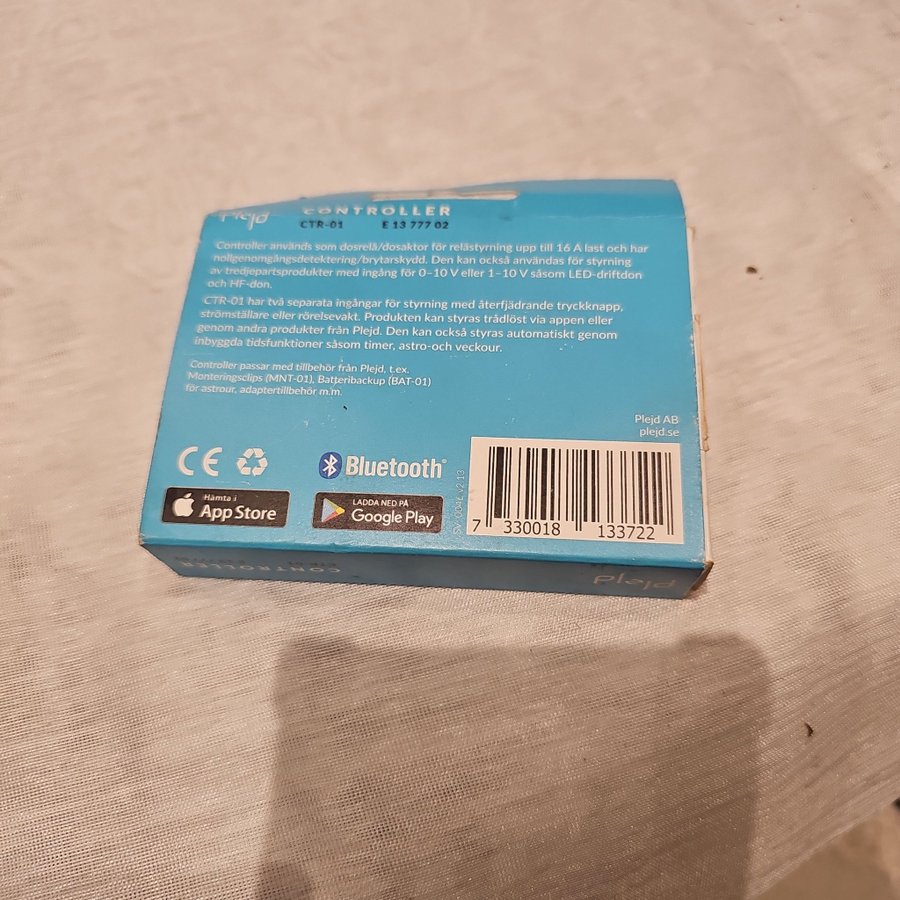 Plejd CONTROLLER
CTR-01 E 13 777 02
Controller används som dosrelä/dosaktor för relästyrning upp till 16 A last och har
nollgenomgångsdetektering/brytarskydd. Den kan också användas för styrning
av tredjepartsprodukter med ingång för 0–10 V eller 1–10 V såsom LED-driftdon
och HF-don.
CTR-01 har två separata ingångar för styrning med återfjädrande tryckknapp,
strömställare eller rörelsevakt. Produkten kan styras trådlöst via appen eller
genom andra produkter från Plejd. Den kan också styras automatiskt genom
inbyggda tidsfunktioner såsom timer, astro-och veckour.
Controller passar med tillbehör från Plejd, t.ex.
Monteringsclips (MNT-01), Batteribackup (BAT-01)
för astrour, adaptertillbehör m.m.
Plejd AB
plejd.se
CE
Bluetooth®
Hämta i
App Store
LADDA NED PÅ
Google Play
7 330018 133722
CONTROLLER
Plejd